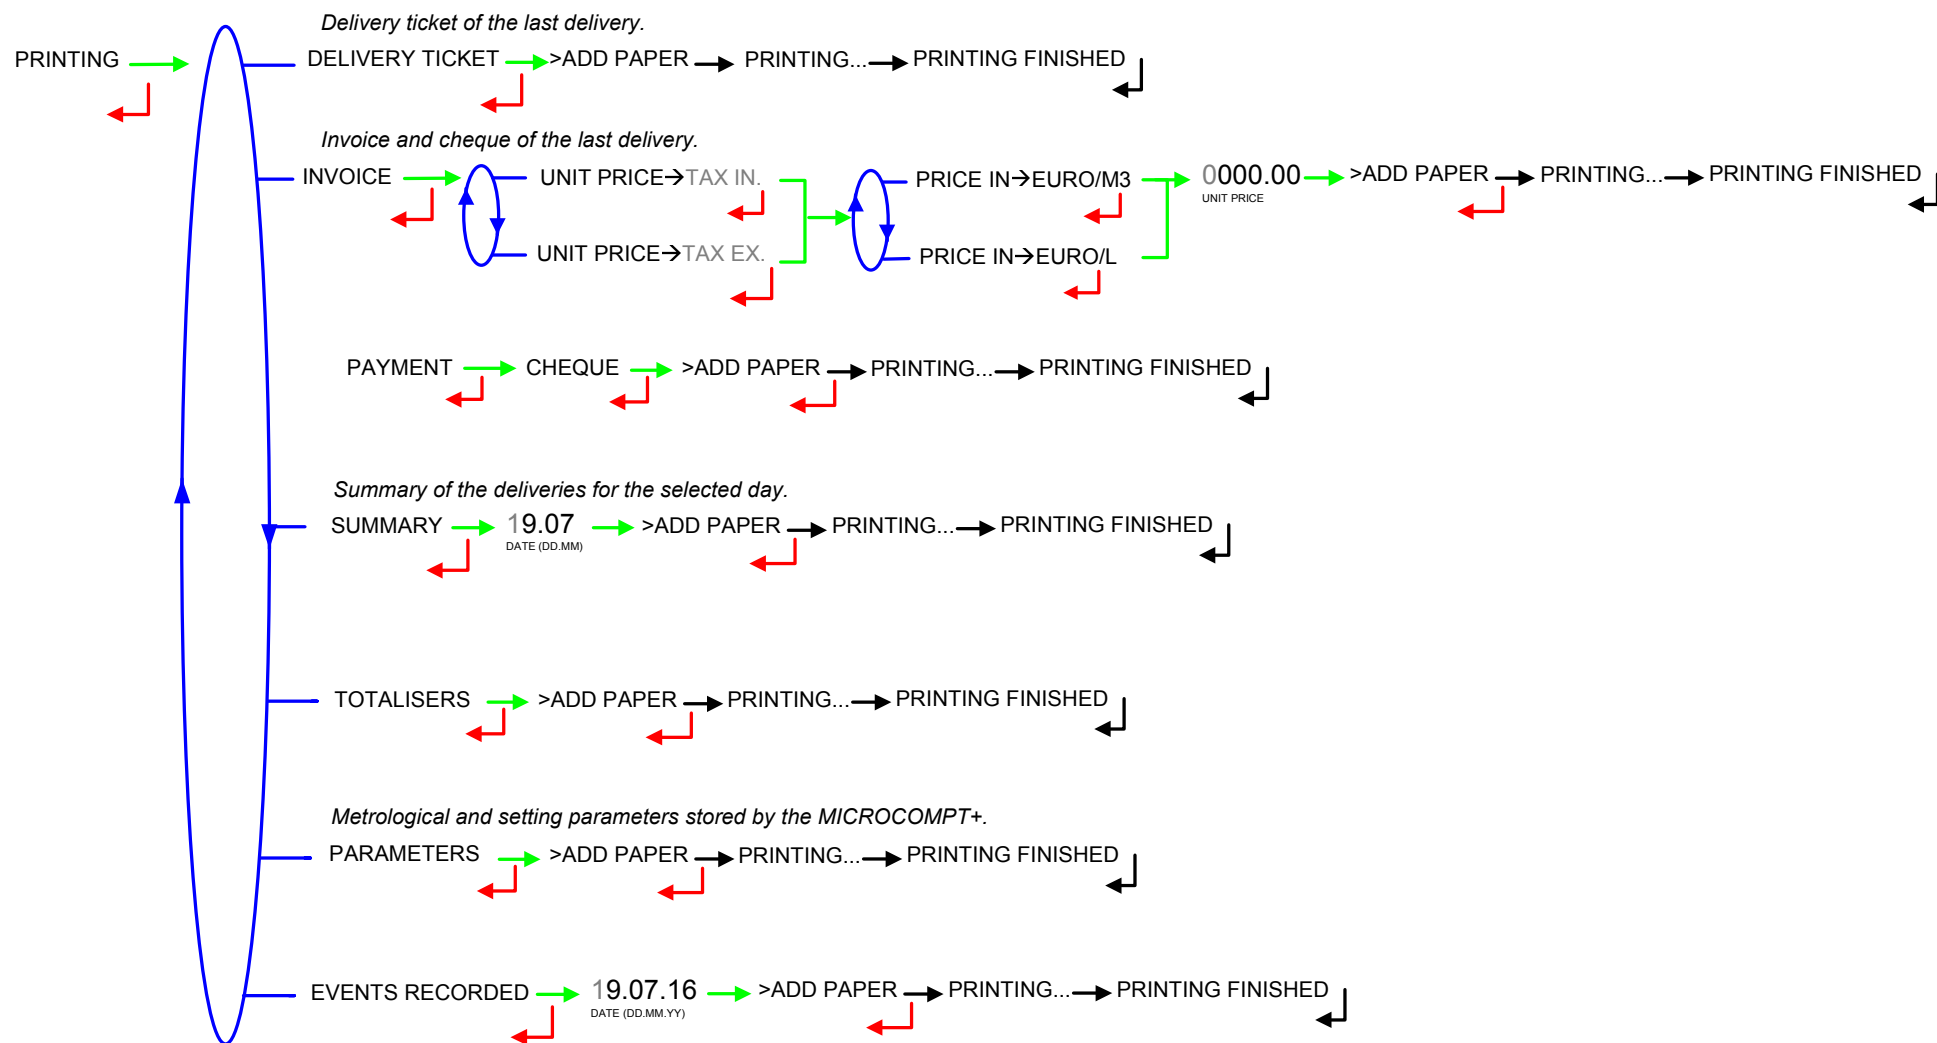 Delivery ticket of the last delivery.
PRINTING DELIVERY TICKET >ADD PAPER PRINTING... PRINTING FINISHED
Invoice and cheque of the last delivery.
INVOICE UNIT PRICE→TAX IN. PRICE IN→EURO/M3 0000.00 >ADD PAPER PRINTING... PRINTING FINISHED
UNIT PRICE
UNIT PRICE→TAX EX. PRICE IN→EURO/L
PAYMENT CHEQUE >ADD PAPER PRINTING... PRINTING FINISHED
Summary of the deliveries for the selected day.
SUMMARY 19.07 >ADD PAPER PRINTING... PRINTING FINISHED
DATE (DD.MM)
TOTALISERS >ADD PAPER PRINTING... PRINTING FINISHED
Metrological and setting parameters stored by the MICROCOMPT+.
PARAMETERS >ADD PAPER PRINTING... PRINTING FINISHED
EVENTS RECORDED 19.07.16 >ADD PAPER PRINTING... PRINTING FINISHED
DATE (DD.MM.YY)